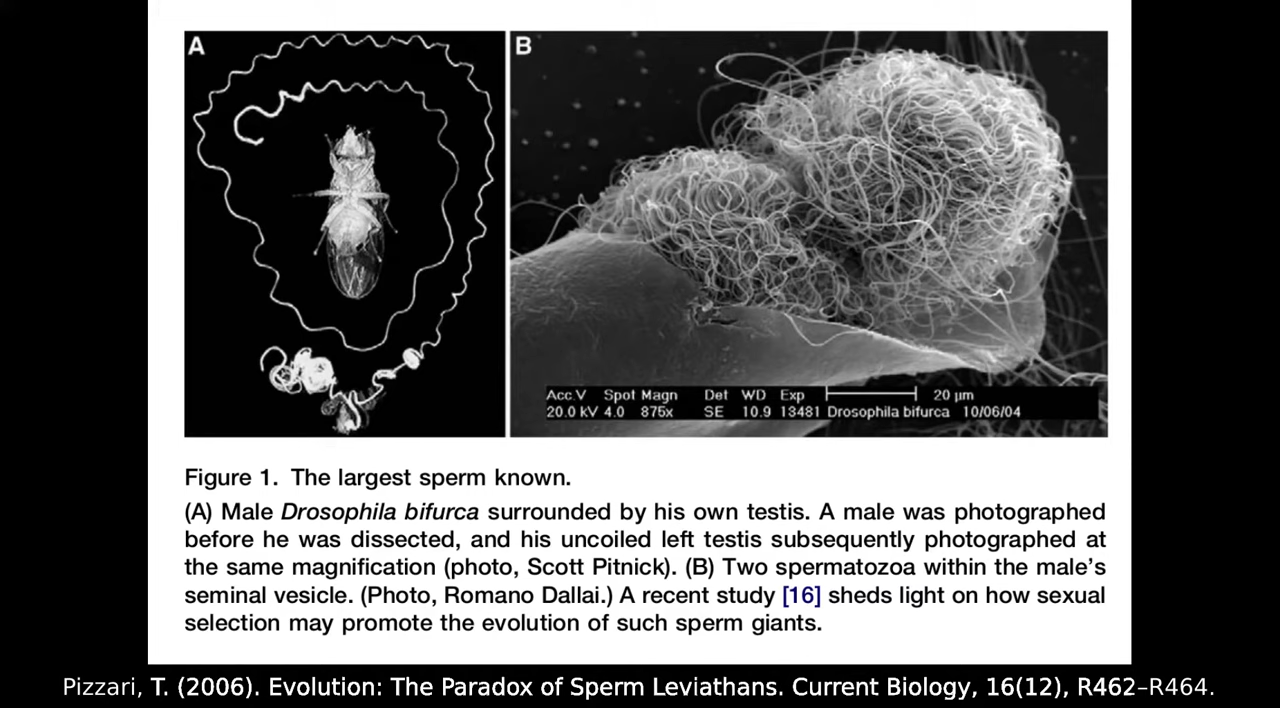 A
B
Acc.V Spot Magn Det WD Exp 20 µm
20.0 kV 4.0 875x SE 10.9 13481 Drosophila bifurca 10/06/04
Figure 1. The largest sperm known.
(A) Male Drosophila bifurca surrounded by his own testis. A male was photographed
before he was dissected, and his uncoiled left testis subsequently photographed at
the same magnification (photo, Scott Pitnick). (B) Two spermatozoa within the male's
seminal vesicle. (Photo, Romano Dallai.) A recent study [16] sheds light on how sexual
selection may promote the evolution of such sperm giants.
Pizzari, T. (2006). Evolution: The Paradox of Sperm Leviathans. Current Biology, 16(12), R462–R464.